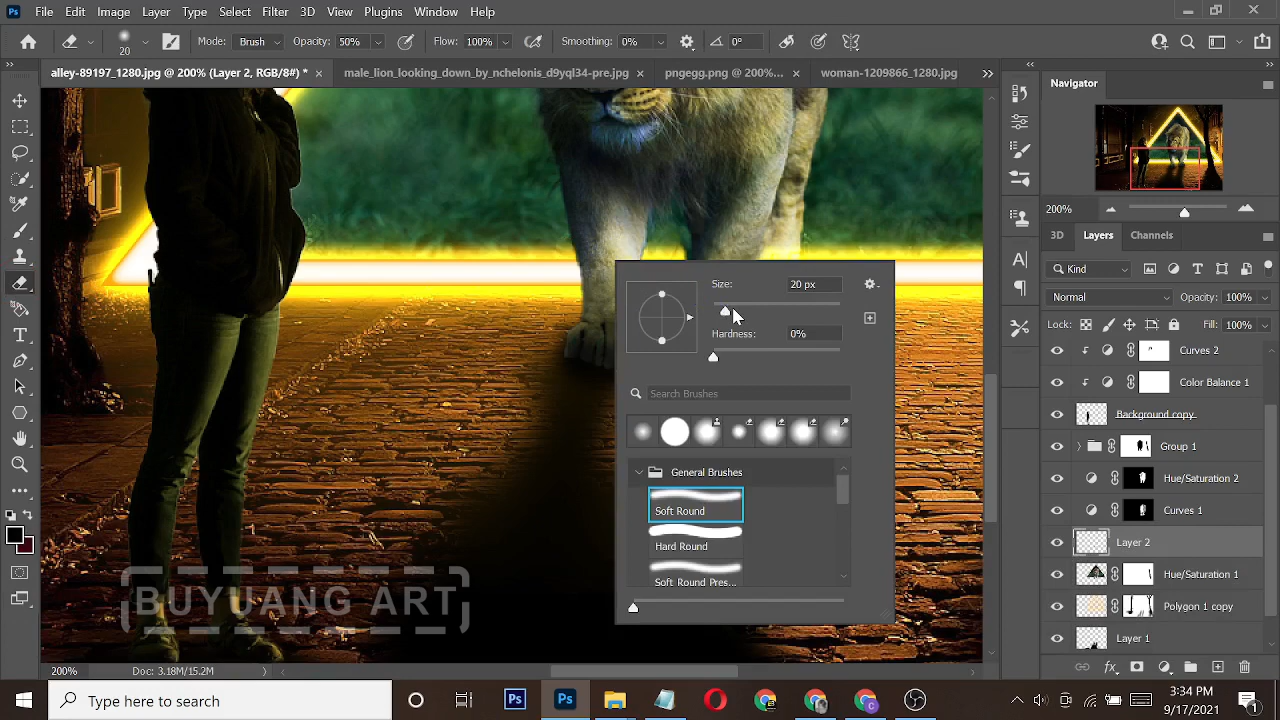 Ps File Edit Image Layer Type Select Filter 3D View Plugins Window Help
20 Mode: Brush Opacity: 50% Flow: 100% Smoothing: 0% 0°
alley-89197_1280.jpg @ 200% (Layer 2, RGB/8#) * × male_lion_looking_down_by_nchelonis_d9yql34-pre.jpg × pngegg.png @ 200%... × woman-1209866_1280.jpg
Navigator
200%
3D Layers Channels
Kind
Normal Opacity: 100%
Lock: Fill: 100%
Curves 2
Color Balance 1
Background copy
Group 1
Hue/Saturation 2
Curves 1
Layer 2
Hue/Saturation 1
Polygon 1 copy
Layer 1
Size: 20 px
Hardness: 0%
Search Brushes
General Brushes
Soft Round
Hard Round
Soft Round Pres...
BUYUANG ART
200% Doc: 3.18M/15.2M
Type here to search
3:34 PM
9/17/2021